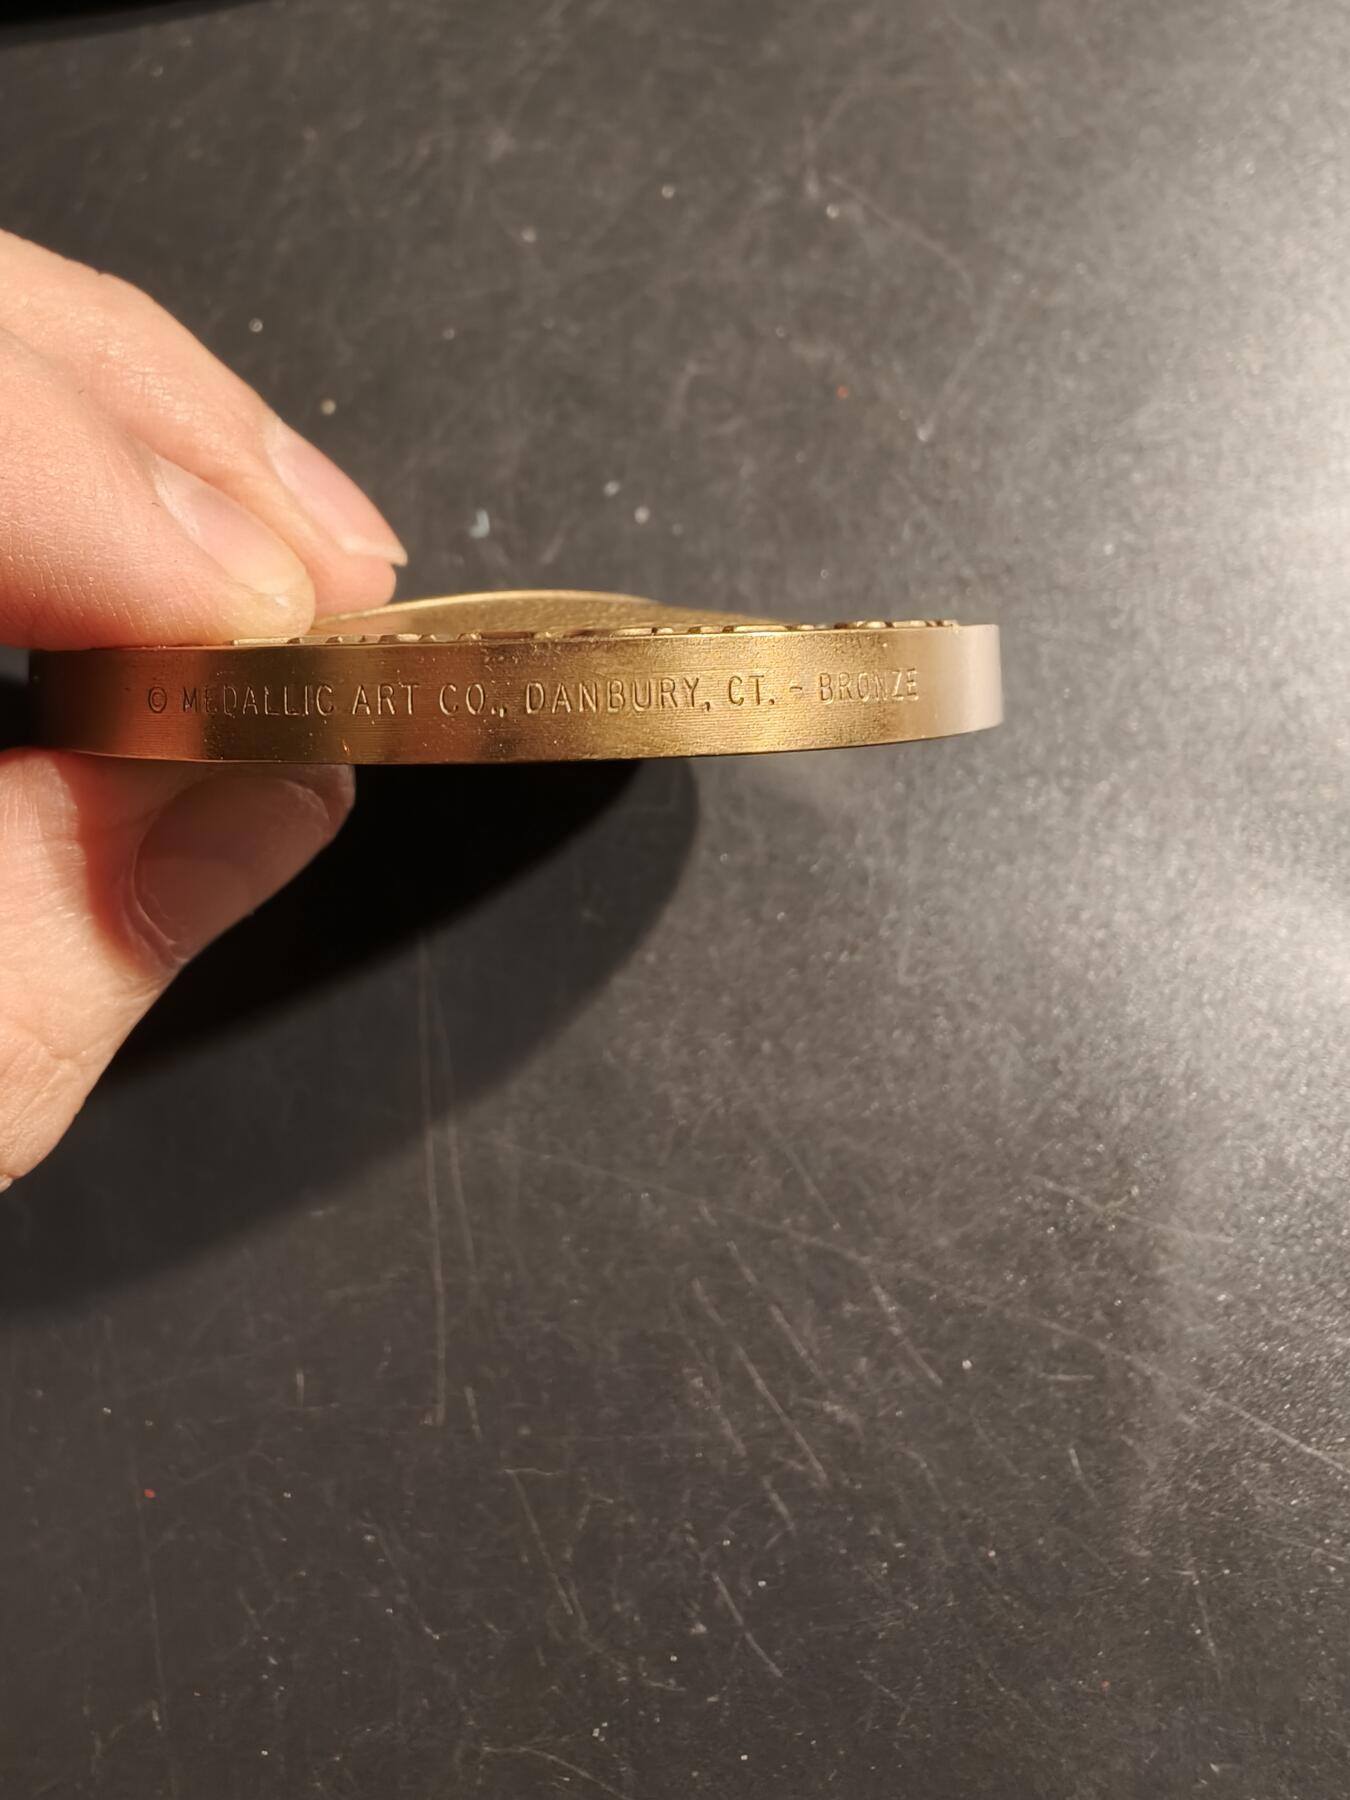 © MEDALLIC ART CO., DANBURY, CT. - BRONZE